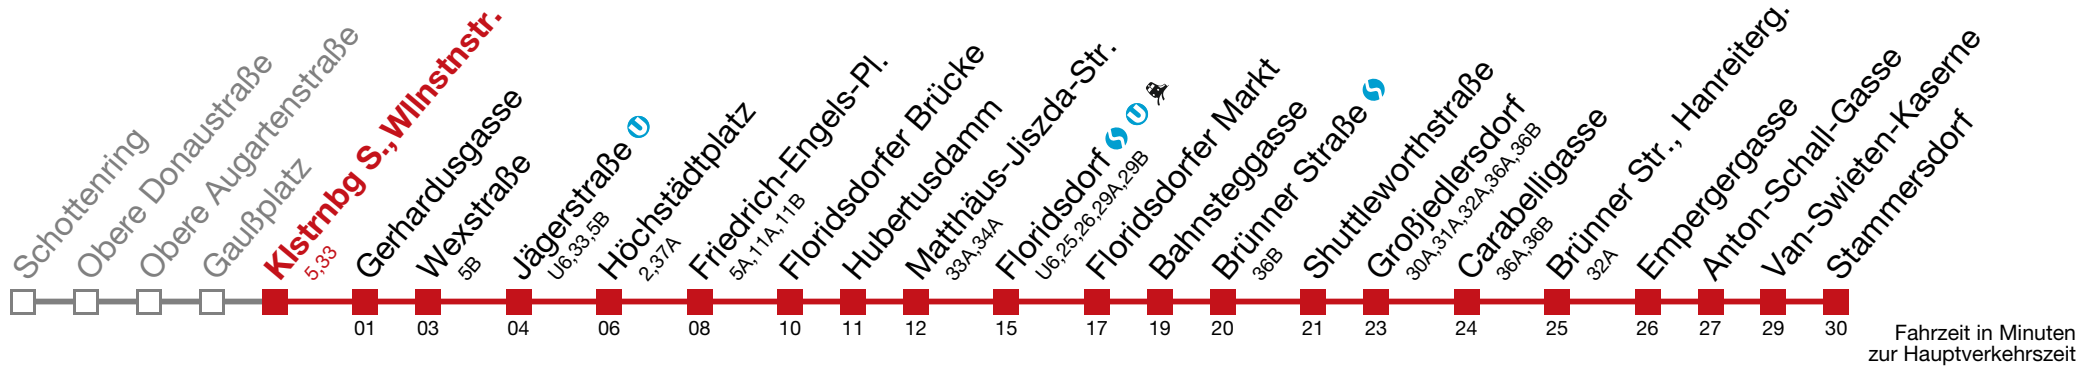 Schottenring
Obere Donaustraße
Obere Augartenstraße
Gaußplatz
Klstrnbg S.,Wllnstnstr.
5,33
Gerhardusgasse
Wexstraße
5B
Jägerstraße U
U6,33,5B
Höchstädtplatz
2,37A
Friedrich-Engels-Pl.
5A,11A,11B
Floridsdorfer Brücke
Hubertusdamm
Matthäus-Jiszda-Str.
33A,34A
Floridsdorf S U
U6,25,26,29A,29B
Floridsdorfer Markt
Bahnsteggasse
Brünner Straße S
36B
Shuttleworthstraße
Großjedlersdorf
30A,31A,32A,36A,36B
Carabelligasse
36A,36B
Brünner Str., Hanreiterg.
32A
Empergergasse
Anton-Schall-Gasse
Van-Swieten-Kaserne
Stammersdorf
01 03 04 06 08 10 11 12 15 17 19 20 21 23 24 25 26 27 29 30
Fahrzeit in Minuten
zur Hauptverkehrszeit